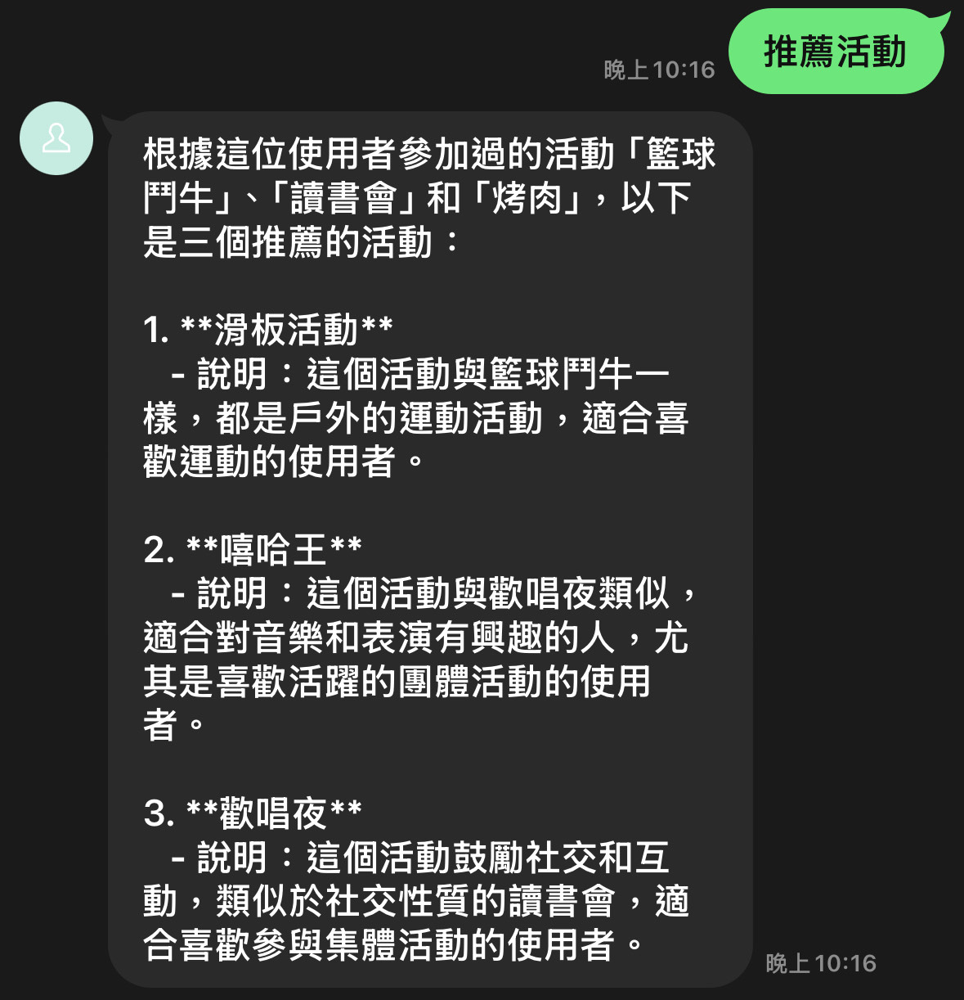 推薦活動
晚上10:16
根據這位使用者參加過的活動「籃球
鬥牛」、「讀書會」和「烤肉」，以下
是三個推薦的活動：
1. **滑板活動**
- 說明：這個活動與籃球鬥牛一
樣，都是戶外的運動活動，適合喜
歡運動的使用者。
2. **嘻哈王**
- 說明：這個活動與歡唱夜類似，
適合對音樂和表演有興趣的人，尤
其是喜歡活躍的團體活動的使用
者。
3. **歡唱夜**
- 說明：這個活動鼓勵社交和互
動，類似於社交性質的讀書會，適
合喜歡參與集體活動的使用者。
晚上10:16